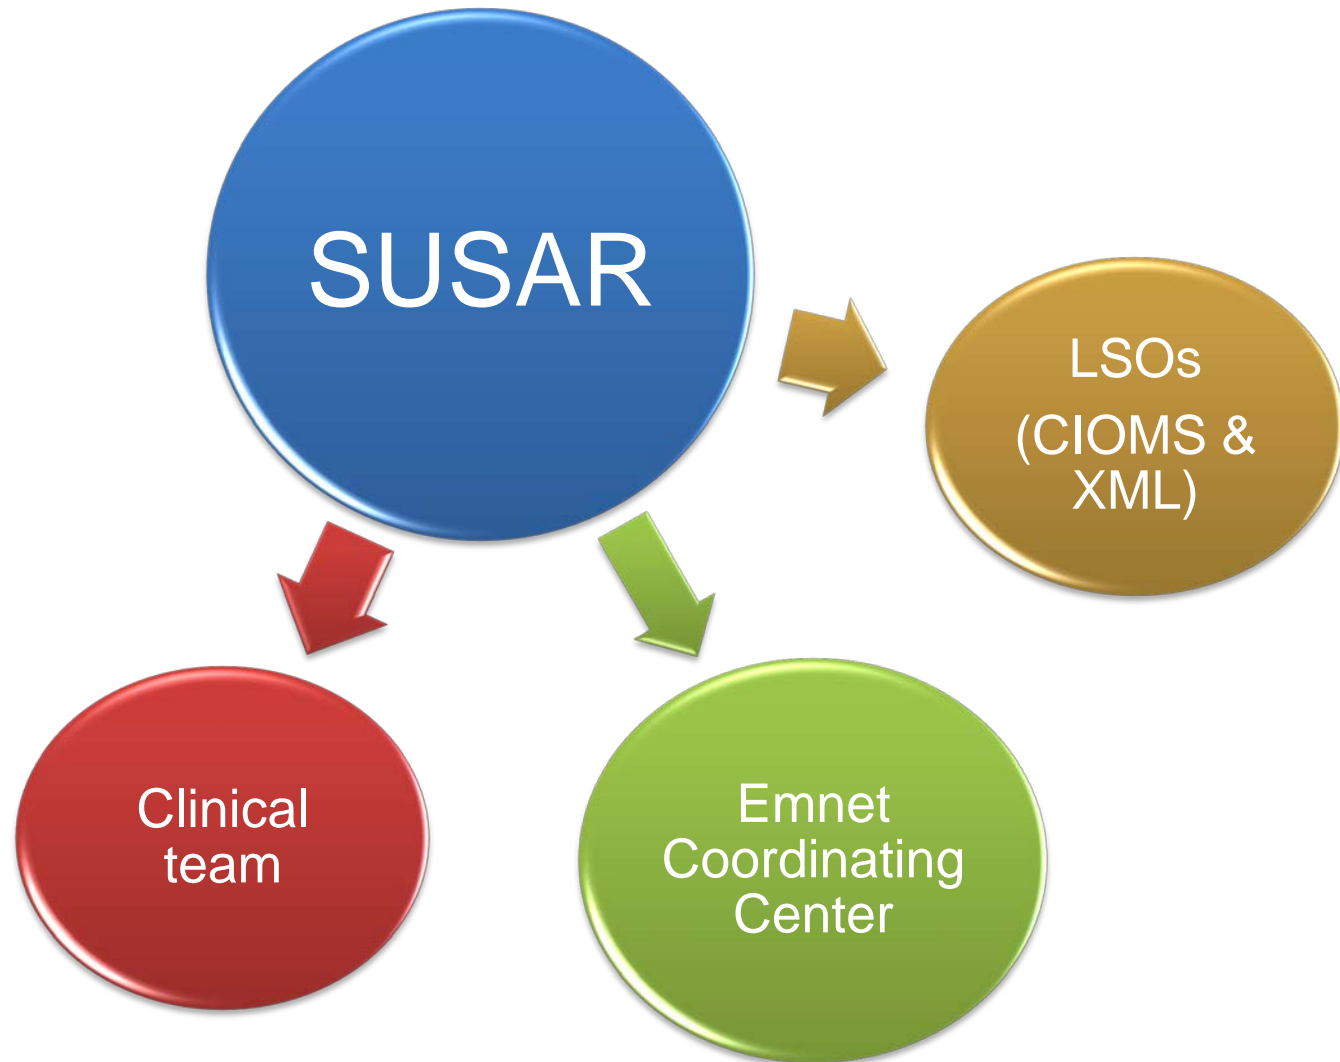 SUSAR
LSOs
(CIOMS &
XML)
Clinical
team
Emnet
Coordinating
Center